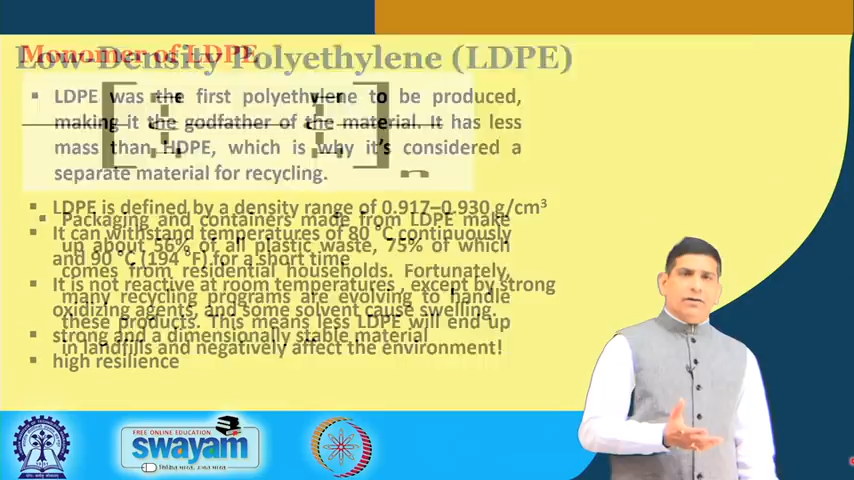 Monomer of LDPE
Low-Density Polyethylene (LDPE)
▪ LDPE was the first polyethylene to be produced,
making it the godfather of the material. It has less
mass than HDPE, which is why it's considered a
separate material for recycling.
n
▪ LDPE is defined by a density range of 0.917–0.930 g/cm³
▪ It can withstand temperatures of 80 °C continuously
and 90 °C (194 °F) for a short time
▪ It is not reactive at room temperatures , except by strong
oxidizing agents, and some solvent cause swelling.
▪ strong and a dimensionally stable material
▪ high resilience
▪ Packaging and containers made from LDPE make
up about 56% of all plastic waste, 75% of which
comes from residential households. Fortunately,
many recycling programs are evolving to handle
these products. This means less LDPE will end up
in landfills and negatively affect the environment!
FREE ONLINE EDUCATION
swayam